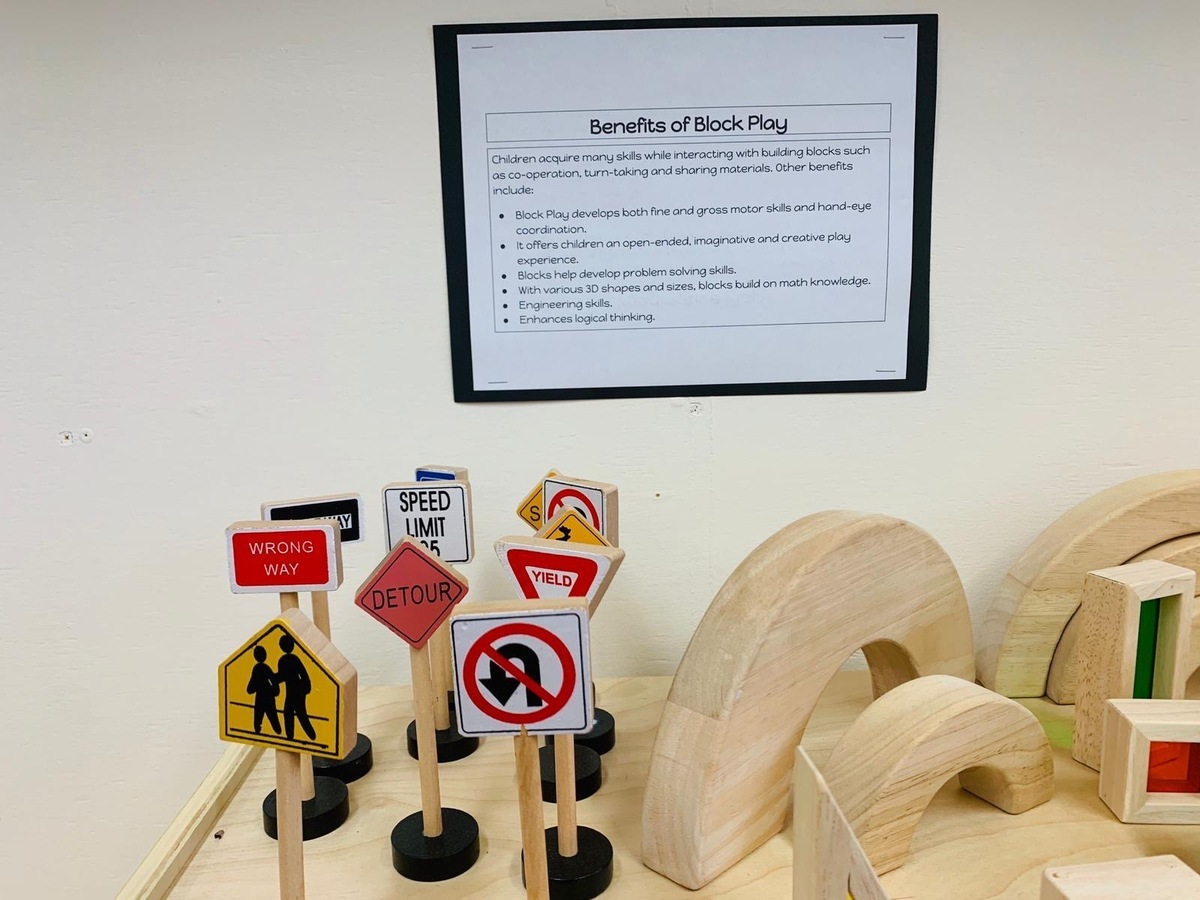 Benefits of Block Play
Children acquire many skills while interacting with building blocks such
as co-operation, turn-taking and sharing materials. Other benefits
include:
• Block Play develops both fine and gross motor skills and hand-eye
coordination.
• It offers children an open-ended, imaginative and creative play
experience.
• Blocks help develop problem solving skills.
• With various 3D shapes and sizes, blocks build on math knowledge.
• Engineering skills.
• Enhances logical thinking.
SPEED
LIMIT
WRONG
WAY
DETOUR
YIELD